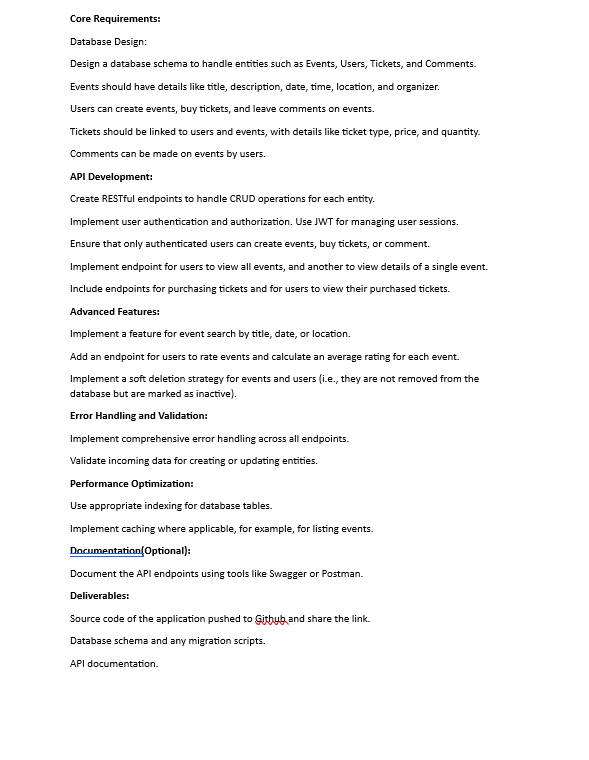 Core Requirements:
Database Design:
Design a database schema to handle entities such as Events, Users, Tickets, and Comments.
Events should have details like title, description, date, time, location, and organizer.
Users can create events, buy tickets, and leave comments on events.
Tickets should be linked to users and events, with details like ticket type, price, and quantity.
Comments can be made on events by users.
API Development:
Create RESTful endpoints to handle CRUD operations for each entity.
Implement user authentication and authorization. Use JWT for managing user sessions.
Ensure that only authenticated users can create events, buy tickets, or comment.
Implement endpoint for users to view all events, and another to view details of a single event.
Include endpoints for purchasing tickets and for users to view their purchased tickets.
Advanced Features:
Implement a feature for event search by title, date, or location.
Add an endpoint for users to rate events and calculate an average rating for each event.
Implement a soft deletion strategy for events and users (i.e., they are not removed from the
database but are marked as inactive).
Error Handling and Validation:
Implement comprehensive error handling across all endpoints.
Validate incoming data for creating or updating entities.
Performance Optimization:
Use appropriate indexing for database tables.
Implement caching where applicable, for example, for listing events.
Documentation(Optional):
Document the API endpoints using tools like Swagger or Postman.
Deliverables:
Source code of the application pushed to Github and share the link.
Database schema and any migration scripts.
API documentation.